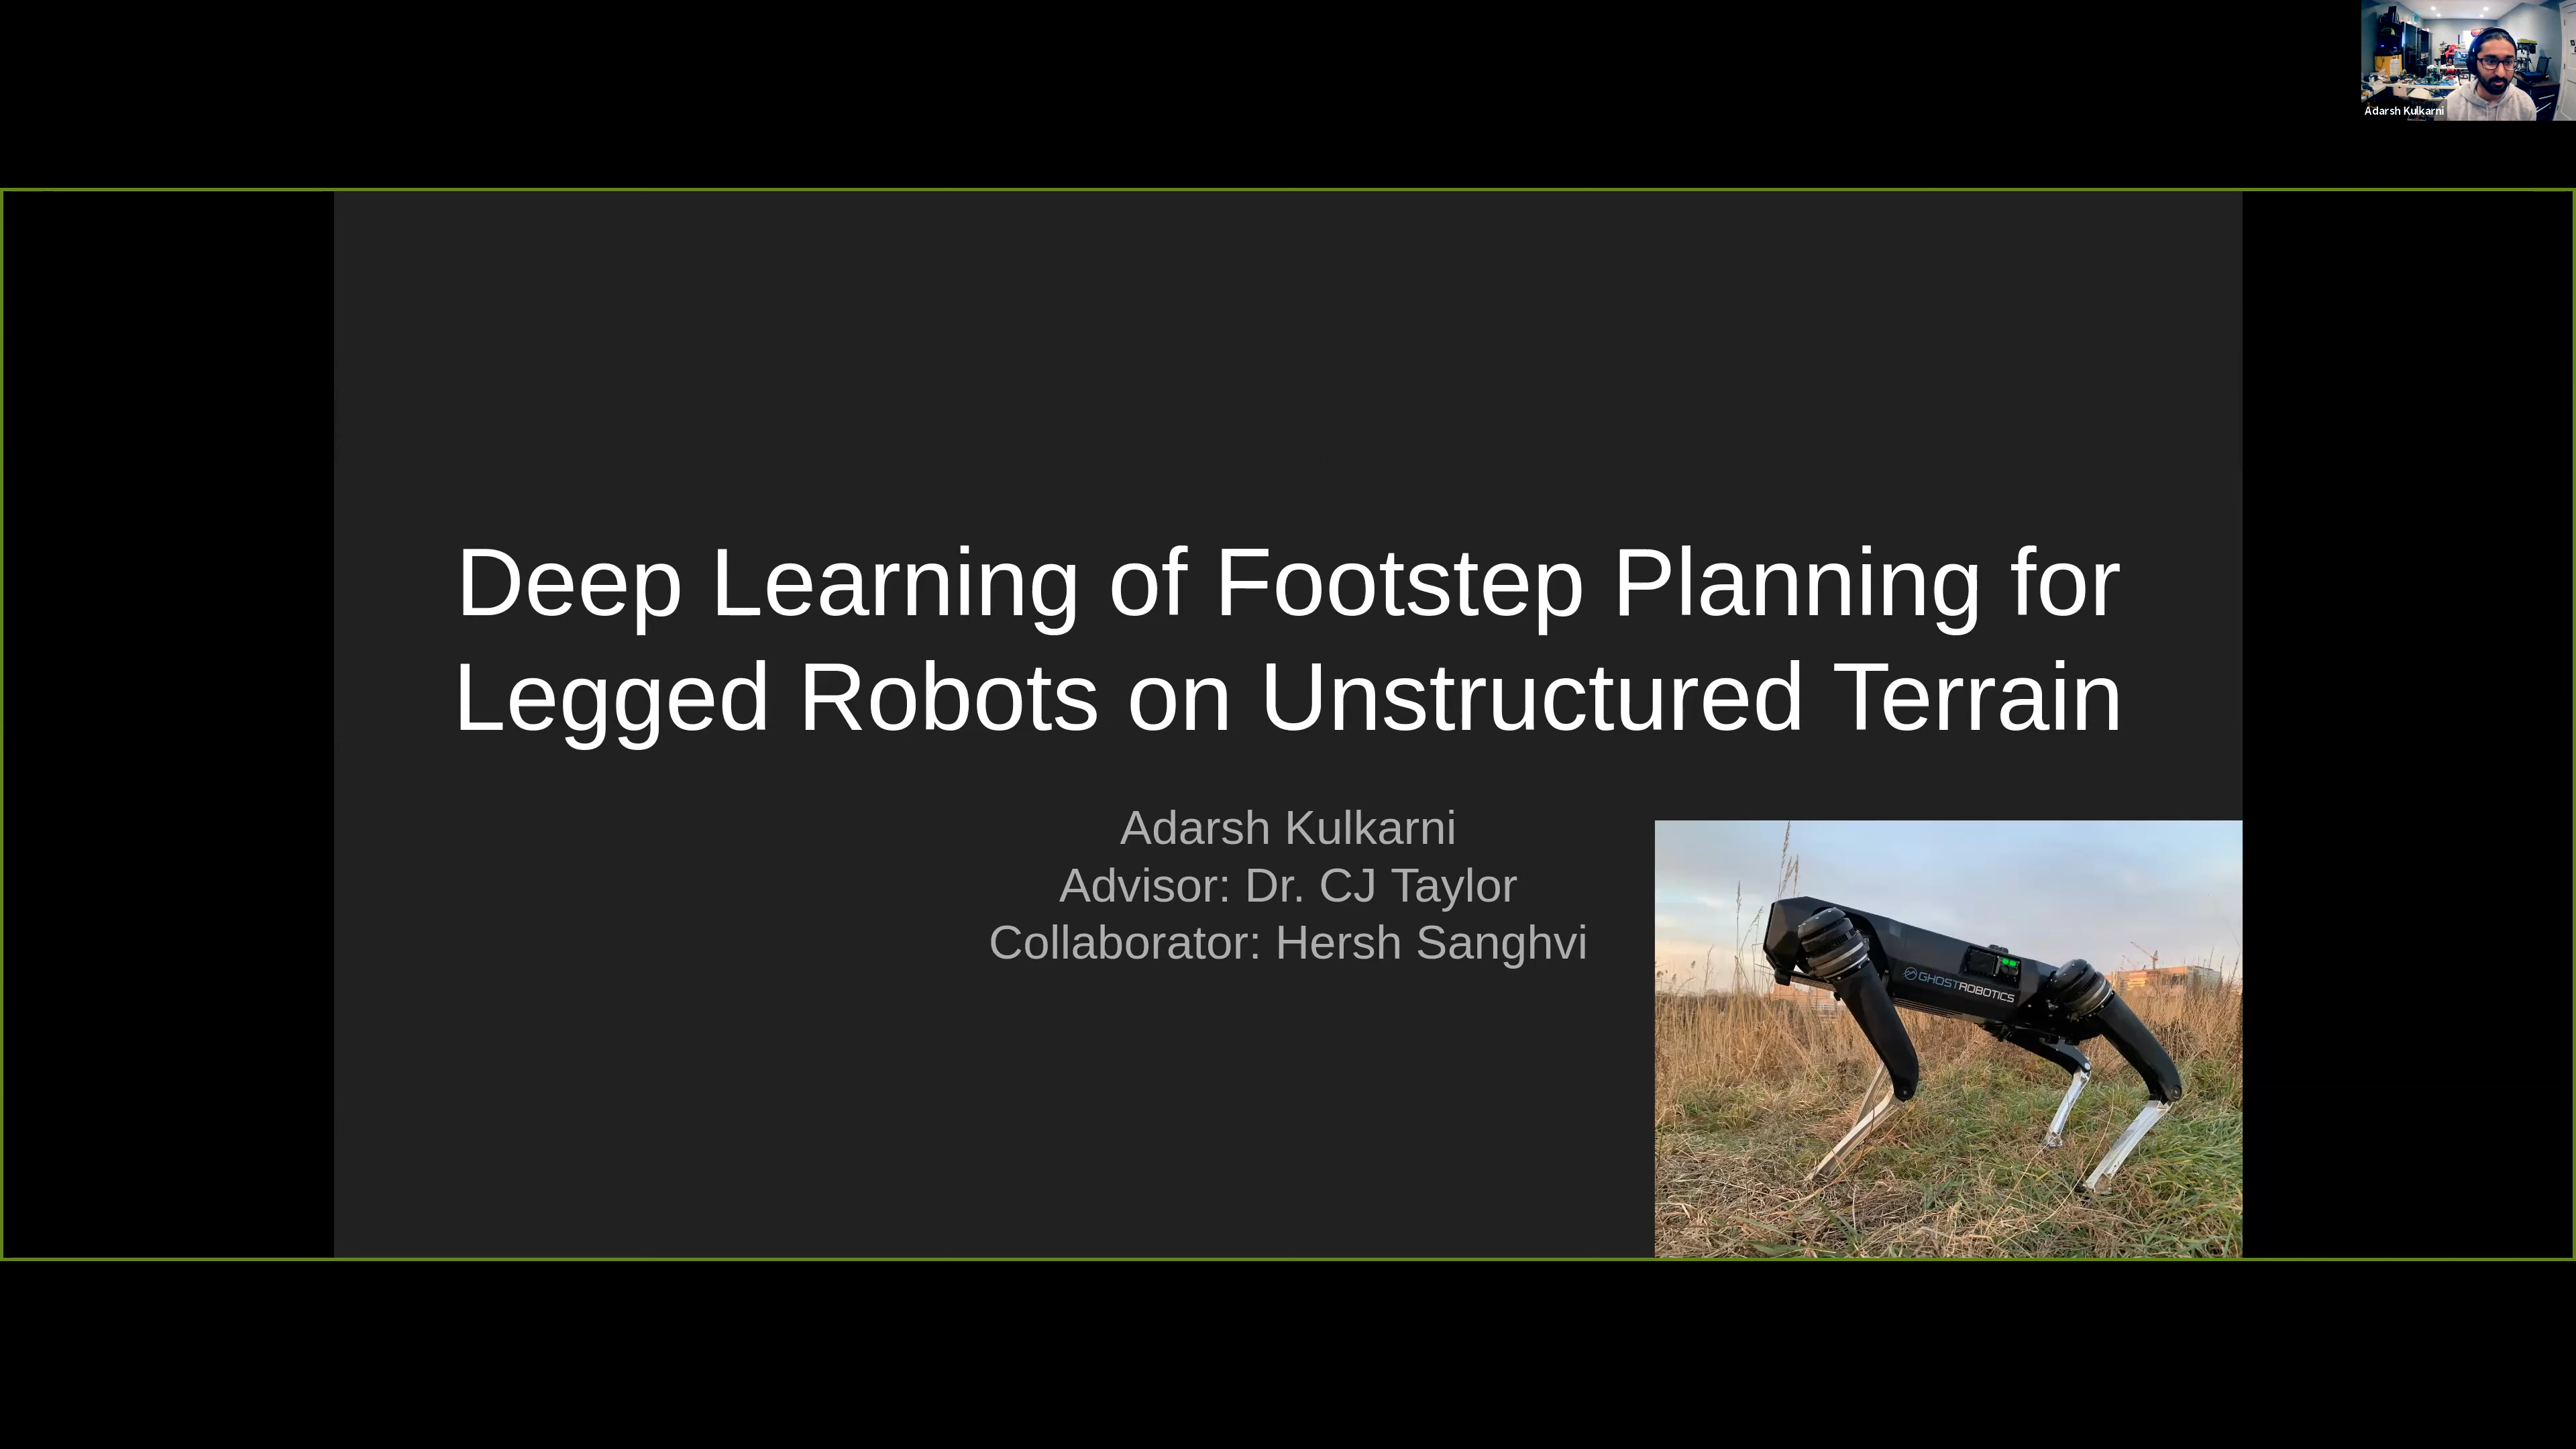 Adarsh Kulkarni
Deep Learning of Footstep Planning for
Legged Robots on Unstructured Terrain
Adarsh Kulkarni
Advisor: Dr. CJ Taylor
Collaborator: Hersh Sanghvi
GHOSTROBOTICS